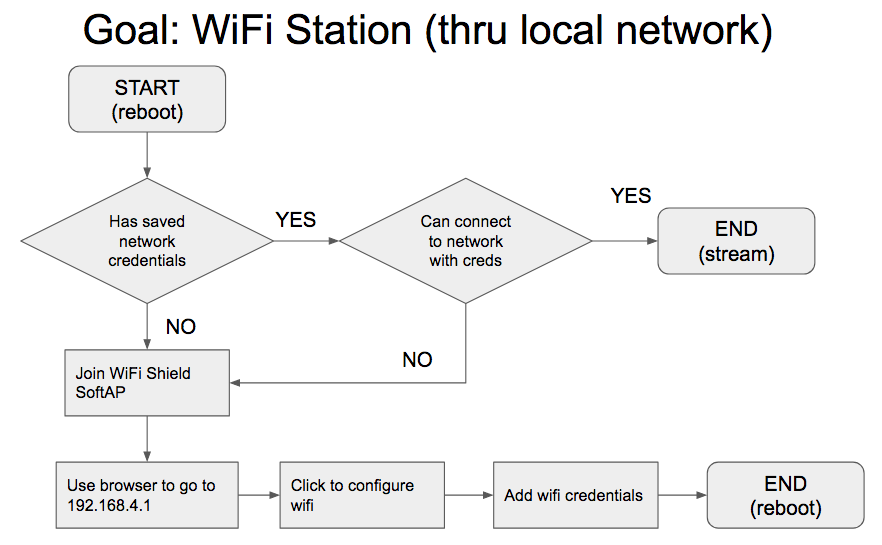 Goal: WiFi Station (thru local network)
START
(reboot)
Has saved
network
credentials
YES
Can connect
to network
with creds
YES
END
(stream)
NO
NO
Join WiFi Shield
SoftAP
Use browser to go to
192.168.4.1
Click to configure
wifi
Add wifi credentials
END
(reboot)